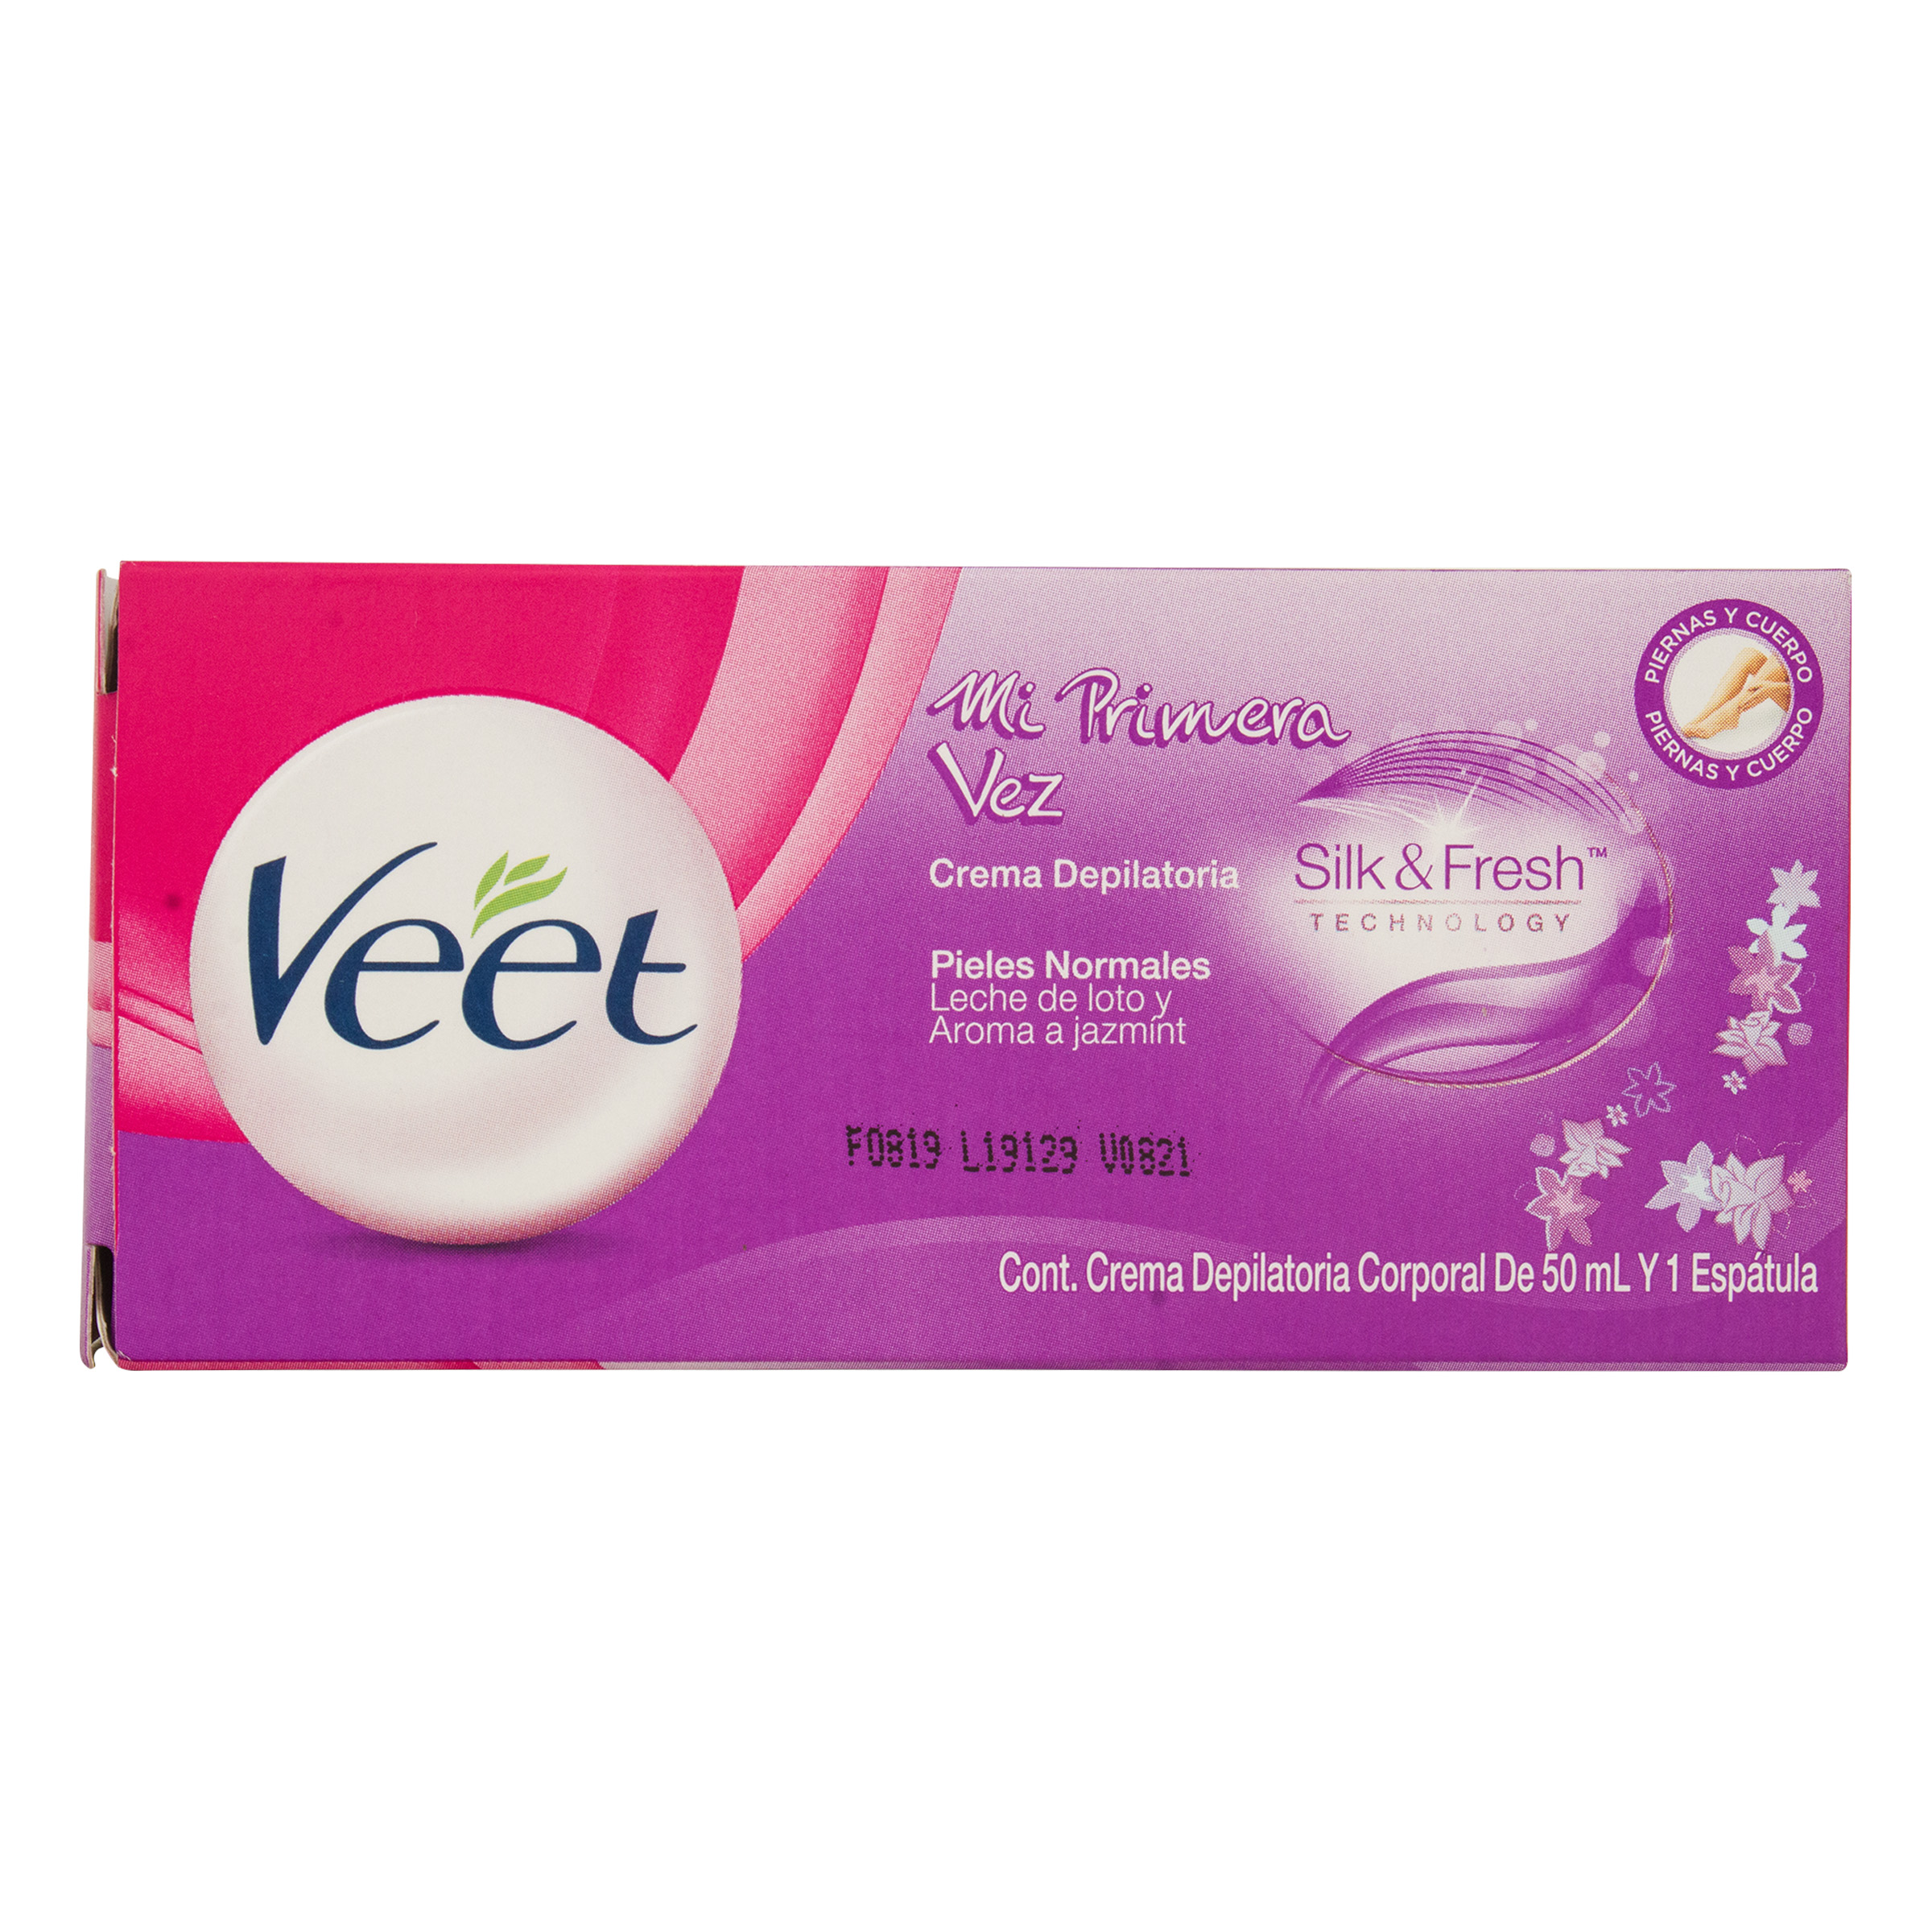 PIERNAS Y CUERPO
PIERNAS Y CUERPO
Mi Primera
Vez
Veet
Crema Depilatoria
Silk & Fresh™
TECHNOLOGY
Pieles Normales
Leche de loto y
Aroma a jazmínt
F0819 L19129 V0821
Cont. Crema Depilatoria Corporal De 50 mL Y 1 Espátula